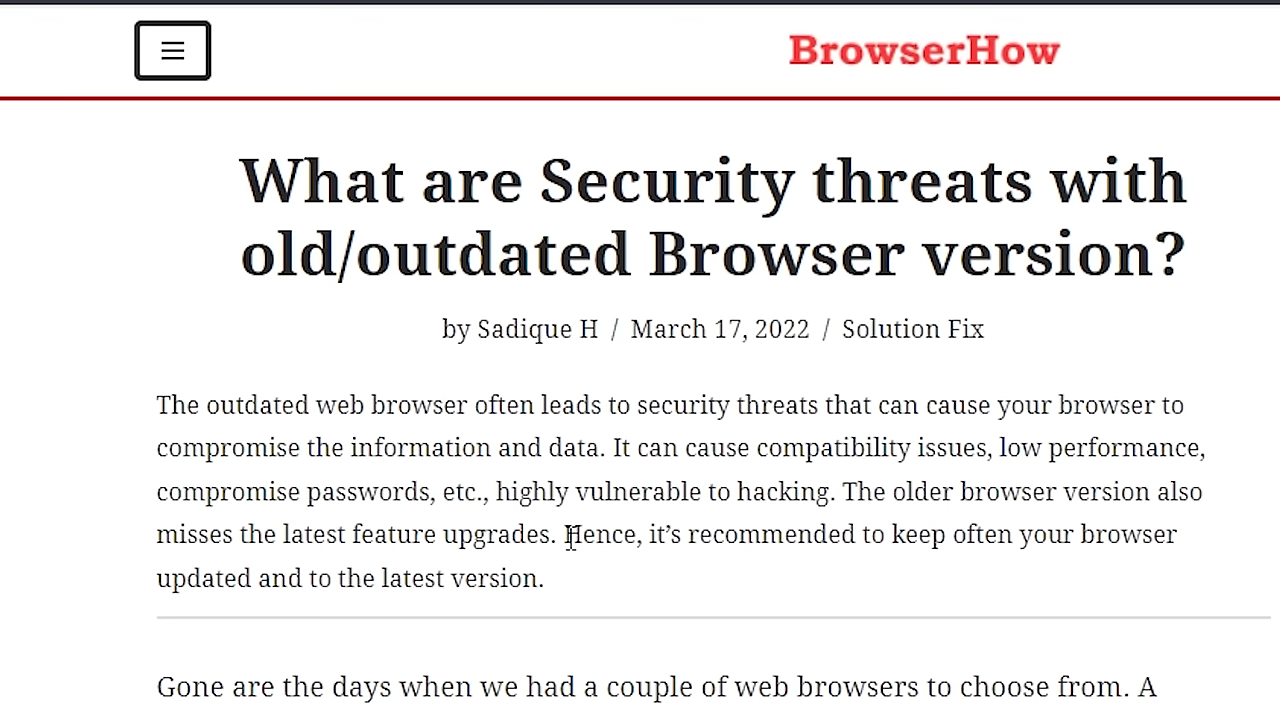 BrowserHow
What are Security threats with
old/outdated Browser version?
by Sadique H / March 17, 2022 / Solution Fix
The outdated web browser often leads to security threats that can cause your browser to
compromise the information and data. It can cause compatibility issues, low performance,
compromise passwords, etc., highly vulnerable to hacking. The older browser version also
misses the latest feature upgrades. Hence, it’s recommended to keep often your browser
updated and to the latest version.
Gone are the days when we had a couple of web browsers to choose from. A